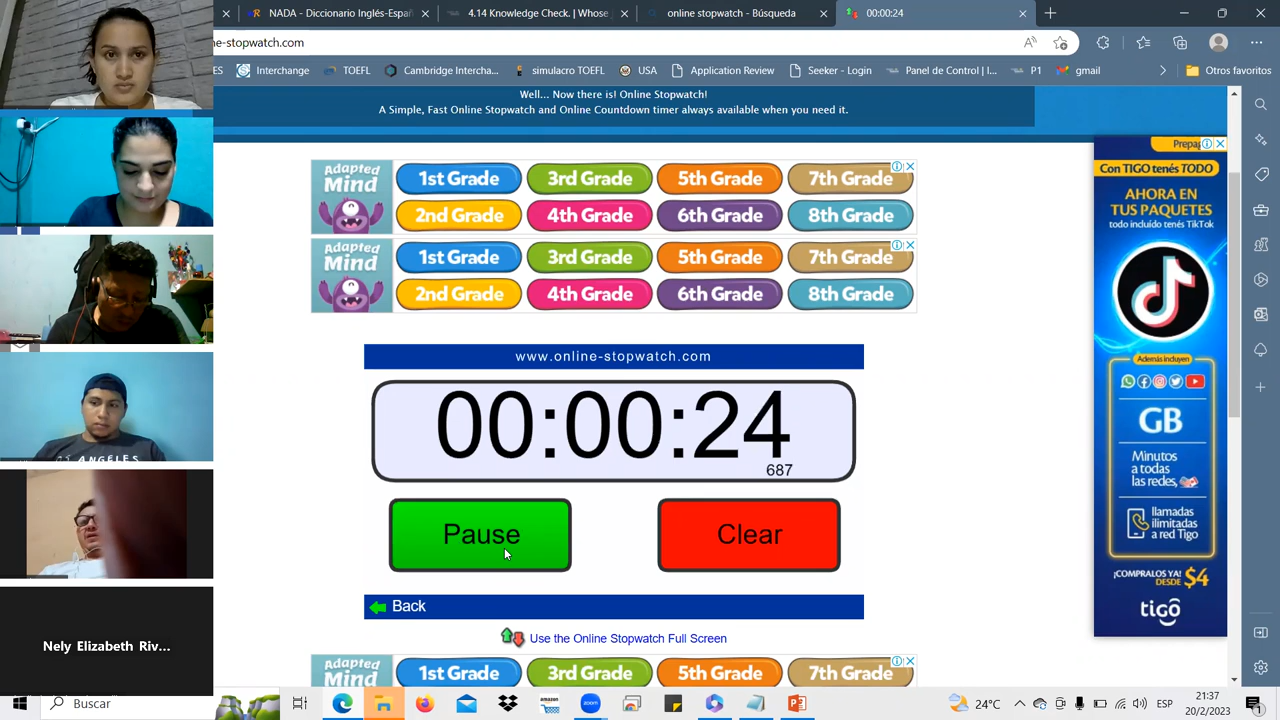 NADA - Diccionario Inglés-Españ
4.14 Knowledge Check. | Whose
online stopwatch - Búsqueda
00:00:24
e-stopwatch.com
ES
Interchange
TOEFL
Cambridge Intercha...
simulacro TOEFL
USA
Application Review
Seeker - Login
Panel de Control | I...
P1
gmail
Otros favoritos
Well... Now there is! Online Stopwatch!
A Simple, Fast Online Stopwatch and Online Countdown timer always available when you need it.
Adapted Mind
1st Grade 3rd Grade 5th Grade 7th Grade
2nd Grade 4th Grade 6th Grade 8th Grade
Adapted Mind
1st Grade 3rd Grade 5th Grade 7th Grade
2nd Grade 4th Grade 6th Grade 8th Grade
www.online-stopwatch.com
00:00:24
687
Pause
Clear
Back
Use the Online Stopwatch Full Screen
Adapted Mind
1st Grade 3rd Grade 5th Grade 7th Grade
Prepag
Con TIGO tenés TODO
AHORA EN
TUS PAQUETES
todo incluído tenés TikTok
Además incluyen
GB
Minutos
a todas
las redes,
llamadas
ilimitadas
a red Tigo
¡COMPRALOS YA!
DESDE $4
tigo
OS ANGELES
Nely Elizabeth Riv...
Buscar
amazon
zoom
24°C
21:37
20/2/2023
1